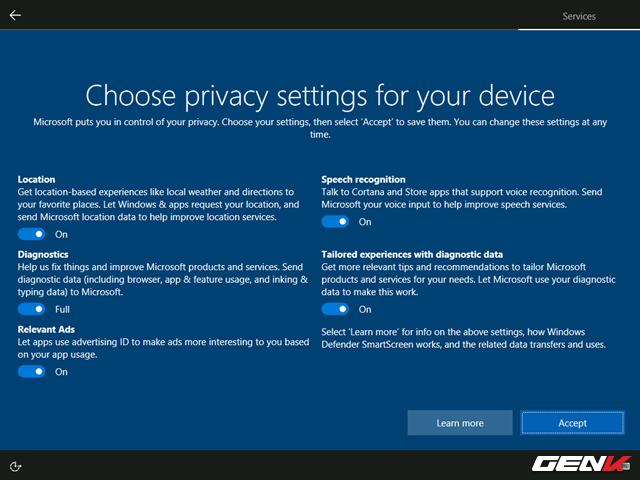 Services
Choose privacy settings for your device
Microsoft puts you in control of your privacy. Choose your settings, then select 'Accept' to save them. You can change these settings at any
time.
Location
Get location-based experiences like local weather and directions to
your favorite places. Let Windows & apps request your location, and
send Microsoft location data to help improve location services.
On
Diagnostics
Help us fix things and improve Microsoft products and services. Send
diagnostic data (including browser, app & feature usage, and inking &
typing data) to Microsoft.
Full
Relevant Ads
Let apps use advertising ID to make ads more interesting to you based
on your app usage.
On
Speech recognition
Talk to Cortana and Store apps that support voice recognition. Send
Microsoft your voice input to help improve speech services.
On
Tailored experiences with diagnostic data
Get more relevant tips and recommendations to tailor Microsoft
products and services for your needs. Let Microsoft use your diagnostic
data to make this work.
On
Select 'Learn more' for info on the above settings, how Windows
Defender SmartScreen works, and the related data transfers and uses.
Learn more
Accept
GENK